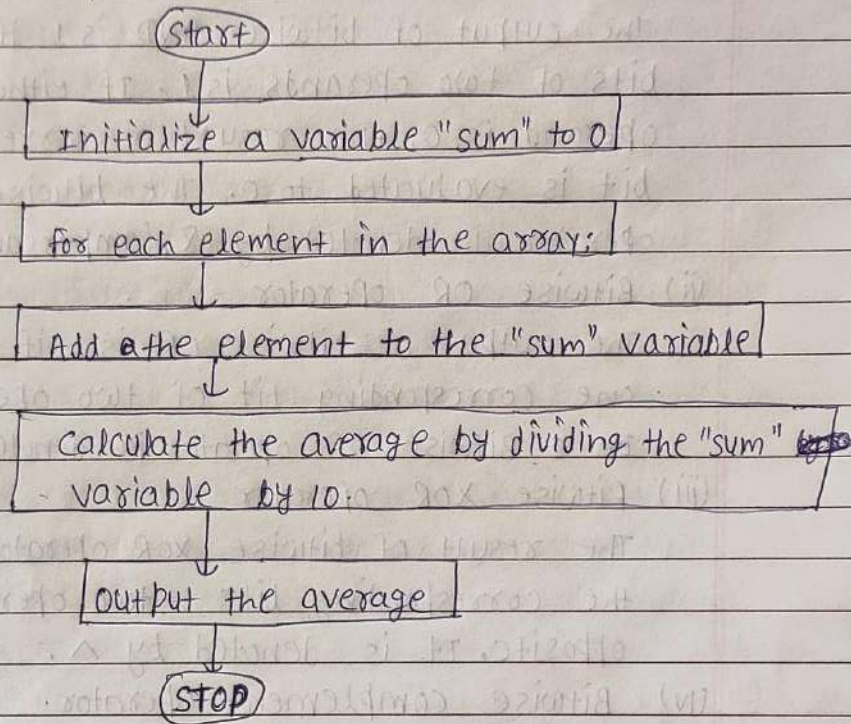 Start
Initialize a variable "sum" to 0
for each element in the array:
Add the element to the "sum" variable
Calculate the average by dividing the "sum"
variable by 10.
output the average
STOP